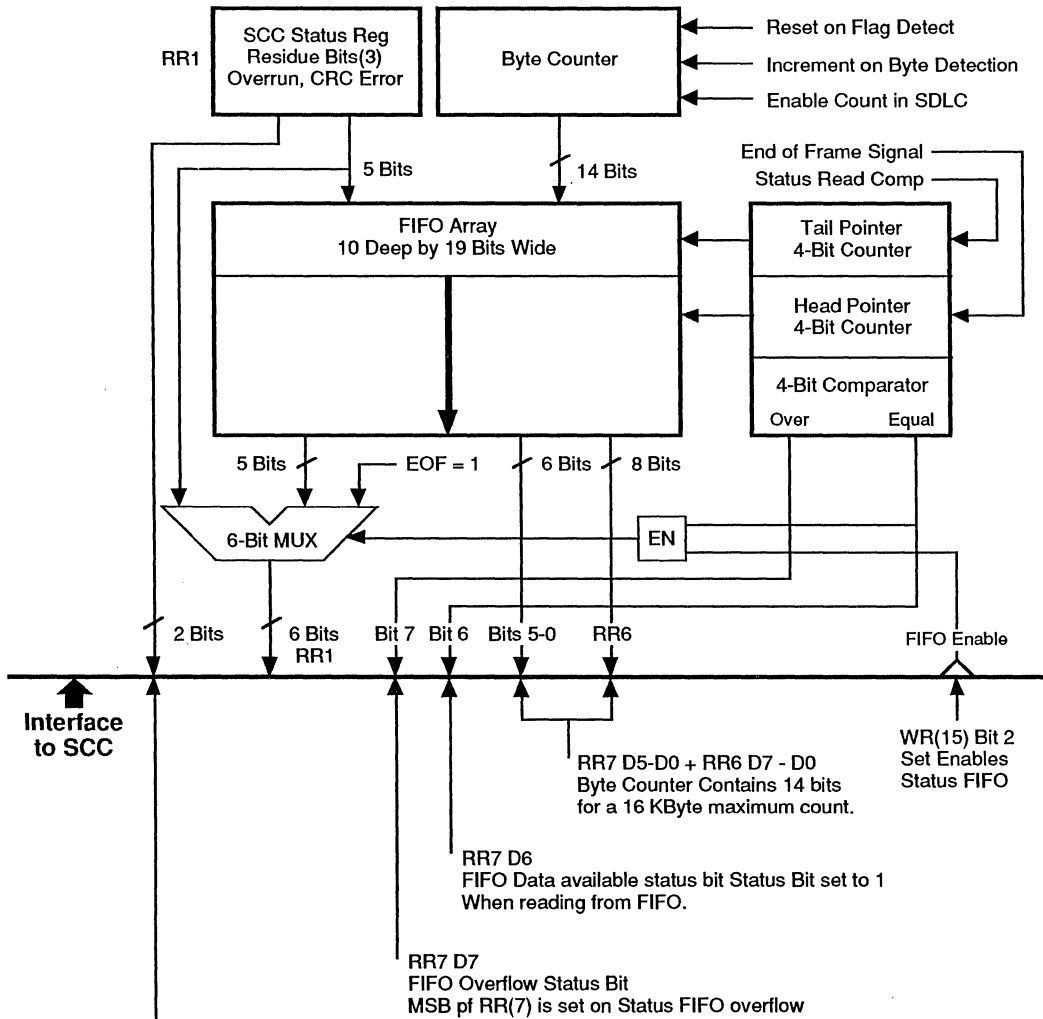 RR1
SCC Status Reg
Residue Bits(3)
Overrun, CRC Error
Byte Counter
Reset on Flag Detect
Increment on Byte Detection
Enable Count in SDLC
5 Bits
14 Bits
End of Frame Signal
Status Read Comp
FIFO Array
10 Deep by 19 Bits Wide
Tail Pointer
4-Bit Counter
Head Pointer
4-Bit Counter
4-Bit Comparator
Over
Equal
5 Bits
EOF = 1
6 Bits
8 Bits
6-Bit MUX
EN
2 Bits
6 Bits
RR1
Bit 7
Bit 6
Bits 5-0
RR6
FIFO Enable
Interface
to SCC
WR(15) Bit 2
Set Enables
Status FIFO
RR7 D5-D0 + RR6 D7 - D0
Byte Counter Contains 14 bits
for a 16 KByte maximum count.
RR7 D6
FIFO Data available status bit Status Bit set to 1
When reading from FIFO.
RR7 D7
FIFO Overflow Status Bit
MSB pf RR(7) is set on Status FIFO overflow